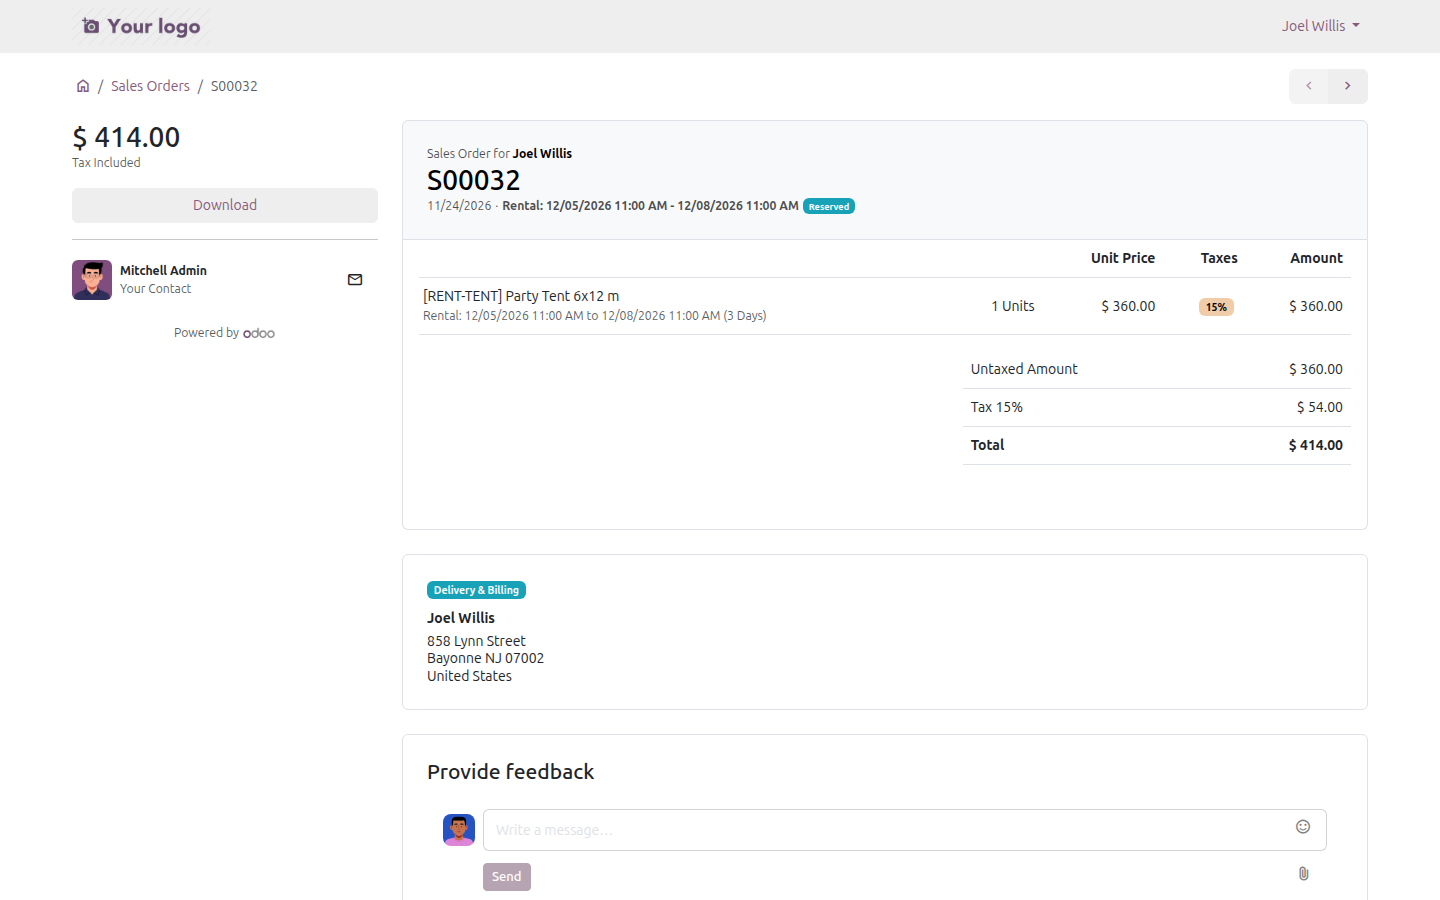 Your logo
Joel Willis
/ Sales Orders / S00032
$ 414.00
Tax Included
Download
Mitchell Admin
Your Contact
Powered by odoo
Sales Order for Joel Willis
S00032
11/24/2026 · Rental: 12/05/2026 11:00 AM - 12/08/2026 11:00 AM Reserved
Unit Price Taxes Amount
[RENT-TENT] Party Tent 6x12 m
Rental: 12/05/2026 11:00 AM to 12/08/2026 11:00 AM (3 Days)
1 Units $ 360.00 15% $ 360.00
Untaxed Amount $ 360.00
Tax 15% $ 54.00
Total $ 414.00
Delivery & Billing
Joel Willis
858 Lynn Street
Bayonne NJ 07002
United States
Provide feedback
Write a message...
Send